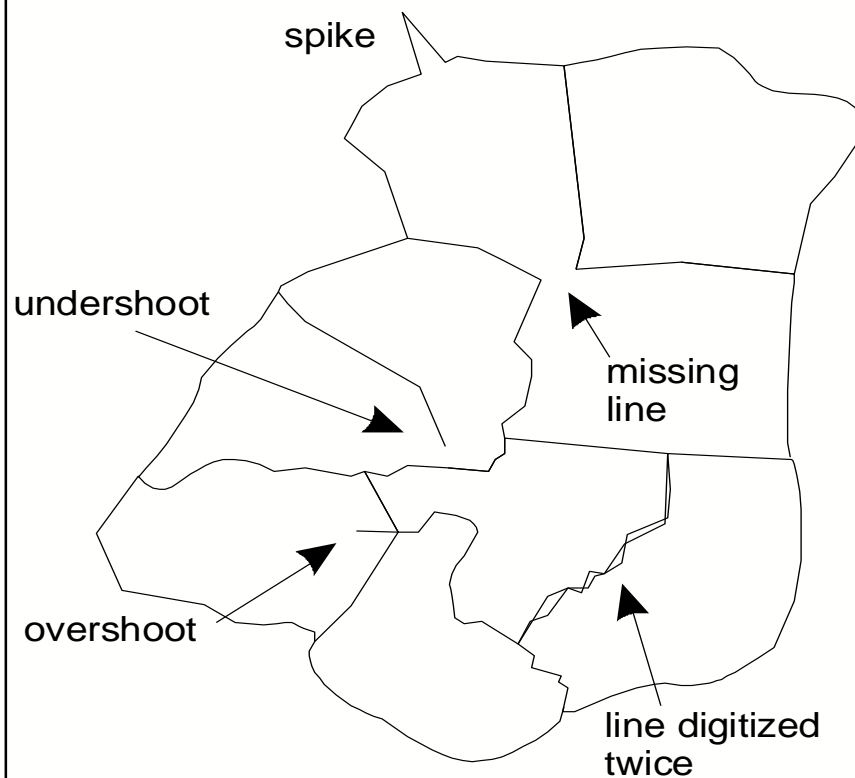 spike
undershoot
missing
line
overshoot
line digitized
twice